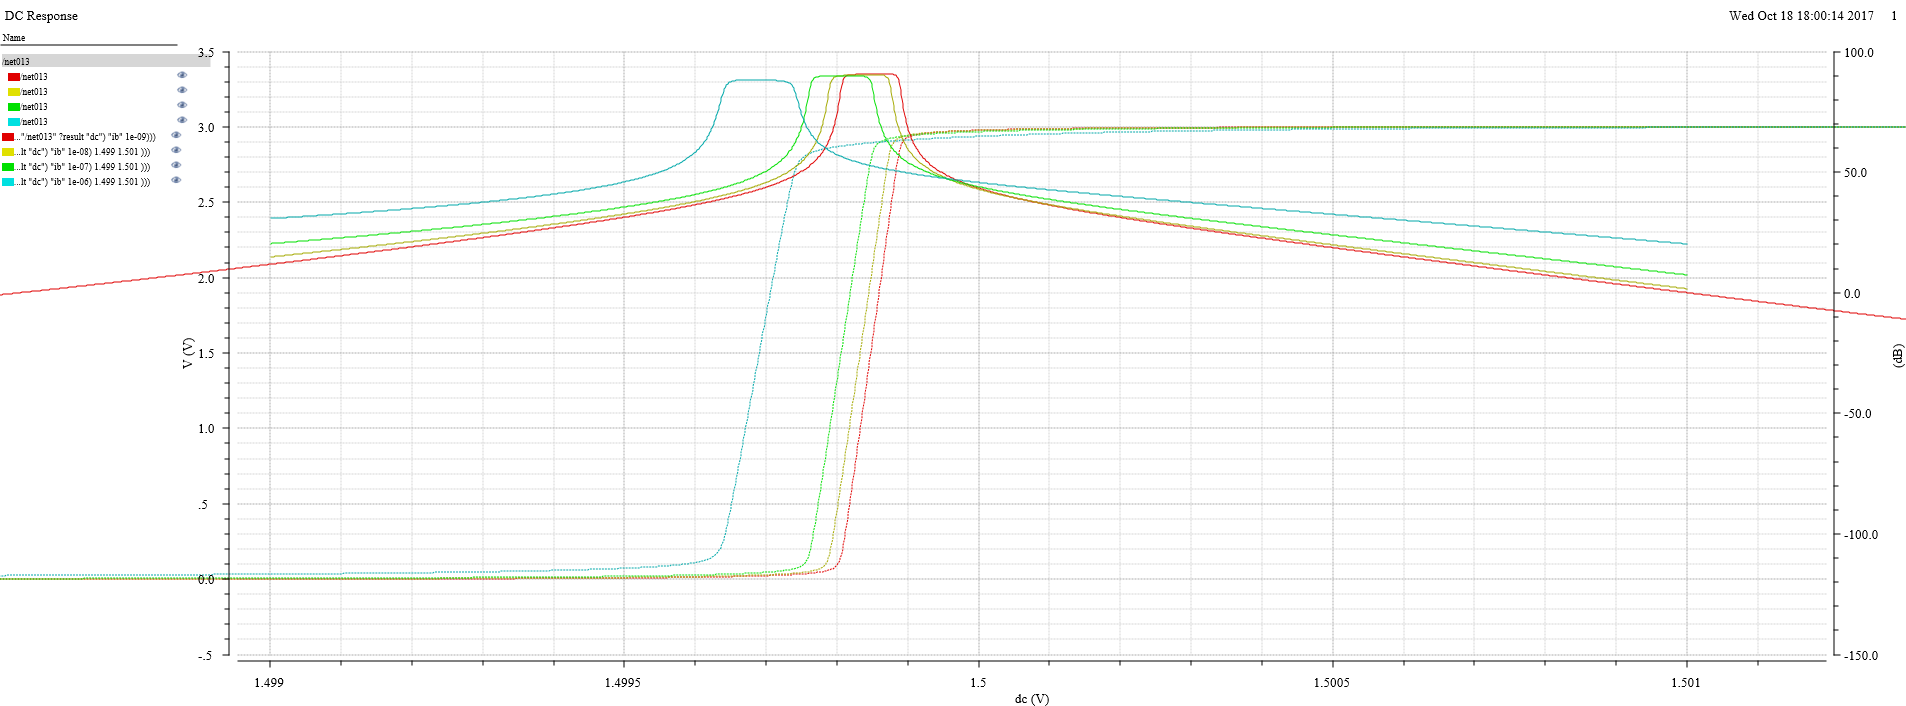 DC Response
Wed Oct 18 18:00:14 2017 1
Name
/net013
/net013
/net013
/net013
/net013
..."/net013" ?result "dc") "ib" 1e-09)))
...lt "dc") "ib" 1e-08) 1.499 1.501 )))
...lt "dc") "ib" 1e-07) 1.499 1.501 )))
...lt "dc") "ib" 1e-06) 1.499 1.501 )))
3.5
3.0
2.5
2.0
1.5
1.0
.5
0.0
-.5
V (V)
100.0
50.0
0.0
-50.0
-100.0
-150.0
(dB)
1.499
1.4995
1.5
1.5005
1.501
dc (V)